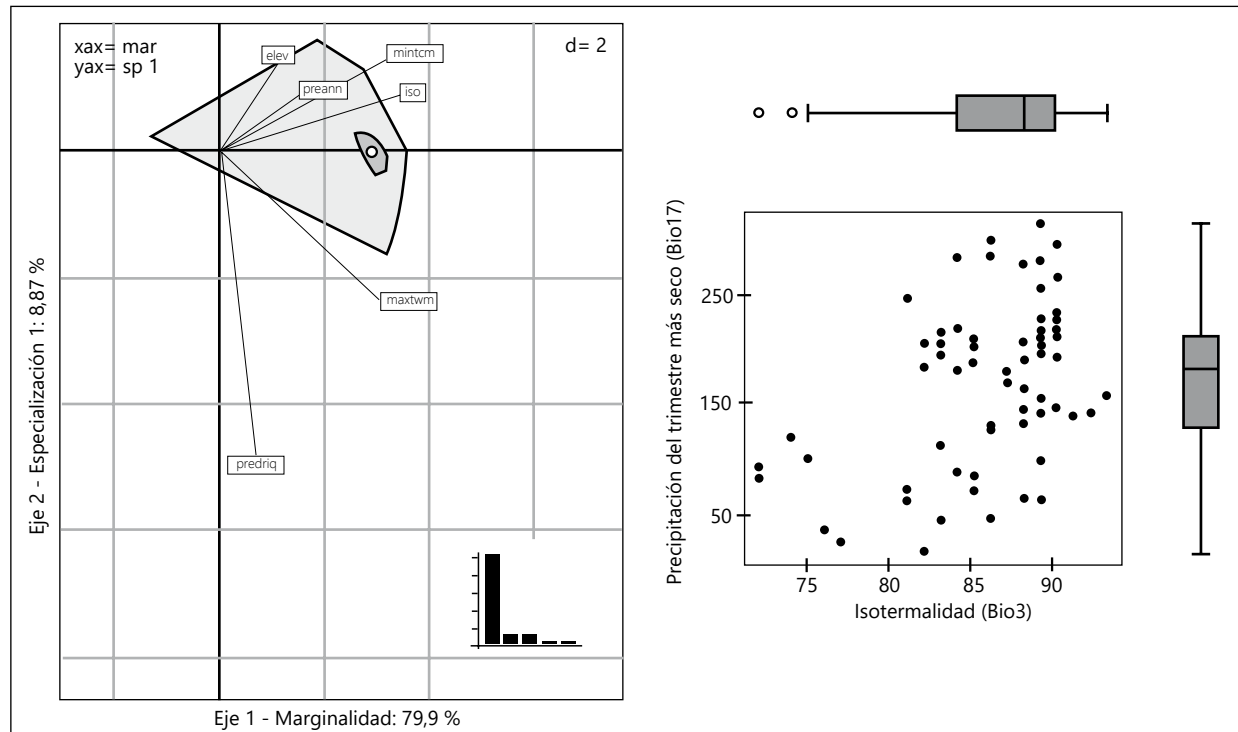 xax= mar
yax= sp 1
d= 2
elev
mintcm
preann
iso
maxtwm
predriq
Eje 2 - Especialización 1: 8,87 %
Eje 1 - Marginalidad: 79,9 %
Precipitación del trimestre más seco (Bio17)
250
150
50
75
80
85
90
Isotermalidad (Bio3)